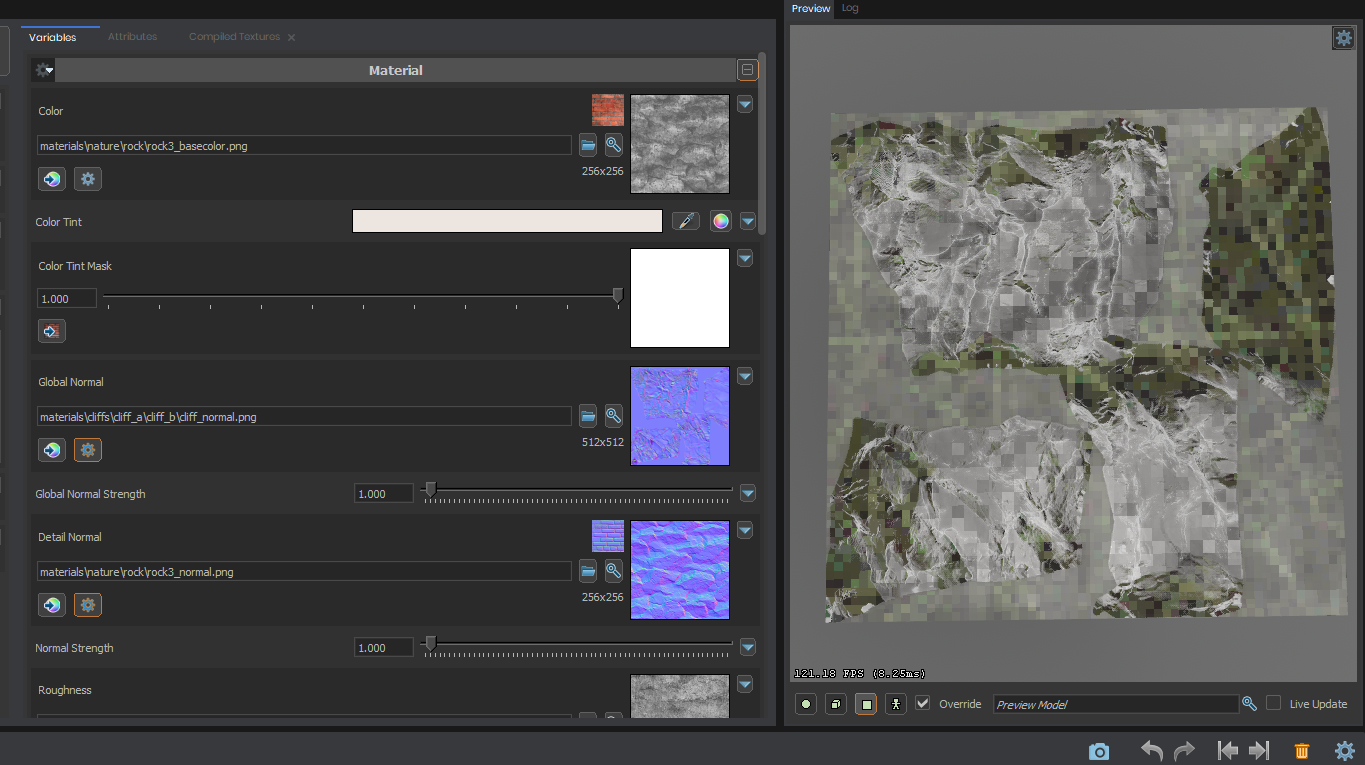 Variables
Attributes
Compiled Textures
Material
Color
materials\nature\rock\rock3_basecolor.png
256x256
Color Tint
Color Tint Mask
1.000
Global Normal
materials\cliffs\cliff_a\cliff_b\cliff_normal.png
512x512
Global Normal Strength
1.000
Detail Normal
materials\nature\rock\rock3_normal.png
256x256
Normal Strength
1.000
Roughness
Preview
Log
121.18 FPS (8.25ms)
Override
Preview Model
Live Update